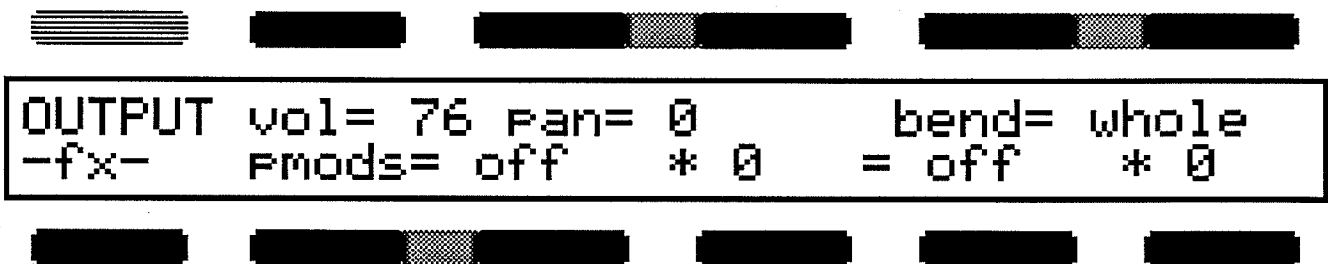 OUTPUT vol= 76 pan= 0 bend= whole
-fx- pmods= off * 0 = off * 0